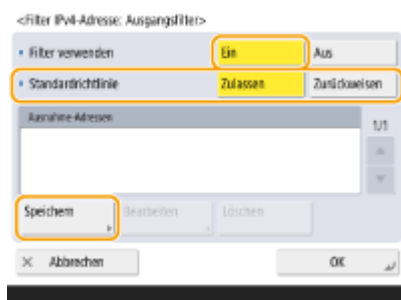 <Filter IPv4-Adresse: Ausgangsfilter>
Filter verwenden Ein Aus
Standardrichtlinie Zulassen Zurückweisen
Ausnahme-Adressen
1/1
Speichern Bearbeiten Löschen
Abbrechen OK